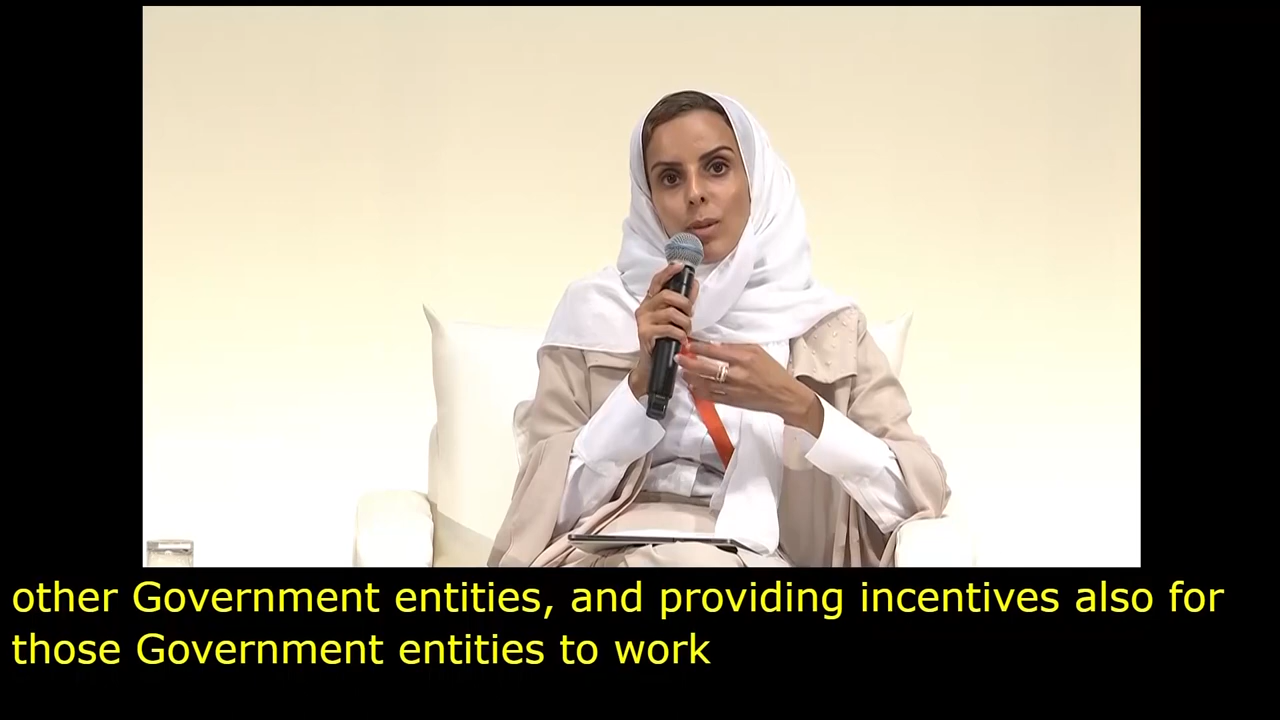 other Government entities, and providing incentives also for
those Government entities to work